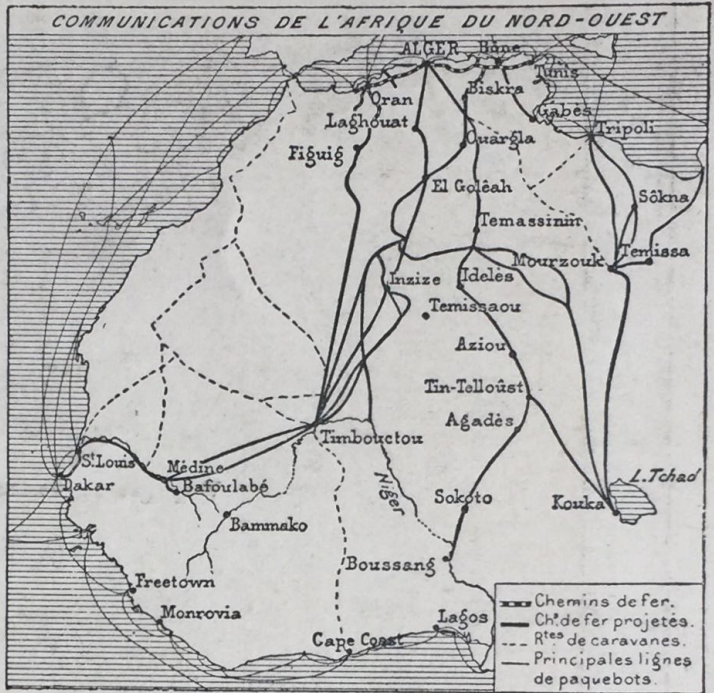 COMMUNICATIONS DE L'AFRIQUE DU NORD-OUEST
ALGER
Bône
Tunis
Oran
Biskra
Gabès
Laghouat
Tripoli
Figuig
Ouârgla
El Golêah
Sôkna
Temassinin
Mourzouk
Temissa
Inzize
Idelès
Temissaou
Aziou
Tin-Telloûst
Agadès
Timbouctou
St. Louis
Médine
Dakar
Bafoulabé
Niger
L. Tchad
Sokoto
Kouka
Bammako
Boussang
Freetown
Monrovia
Lagos
Cape Coast
Chemins de fer.
Chs. de fer projetés.
Rtes de caravanes.
Principales lignes
de paquebots.